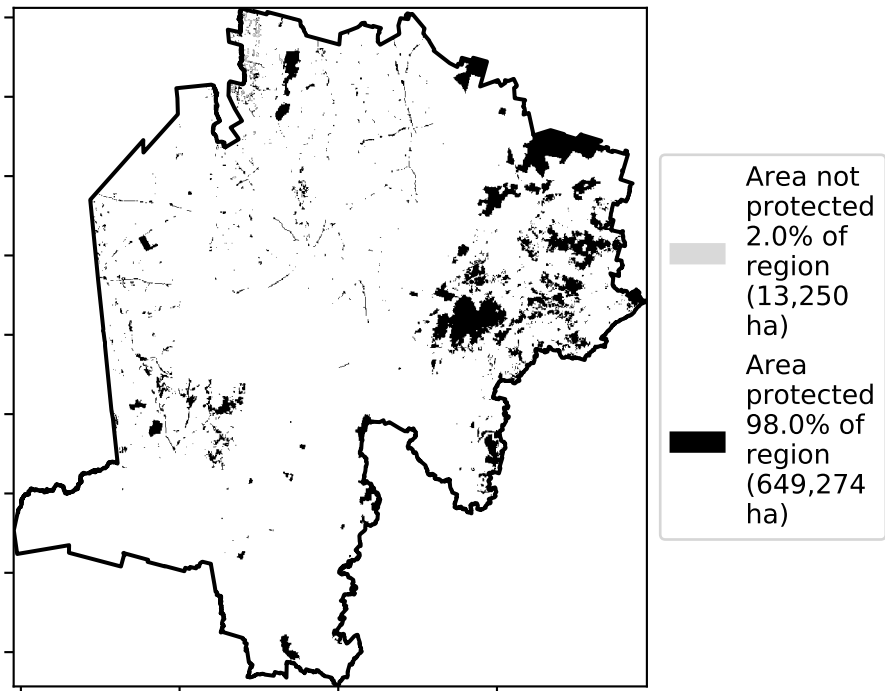 Area not
protected
2.0% of
region
(13,250
ha)
Area
protected
98.0% of
region
(649,274
ha)